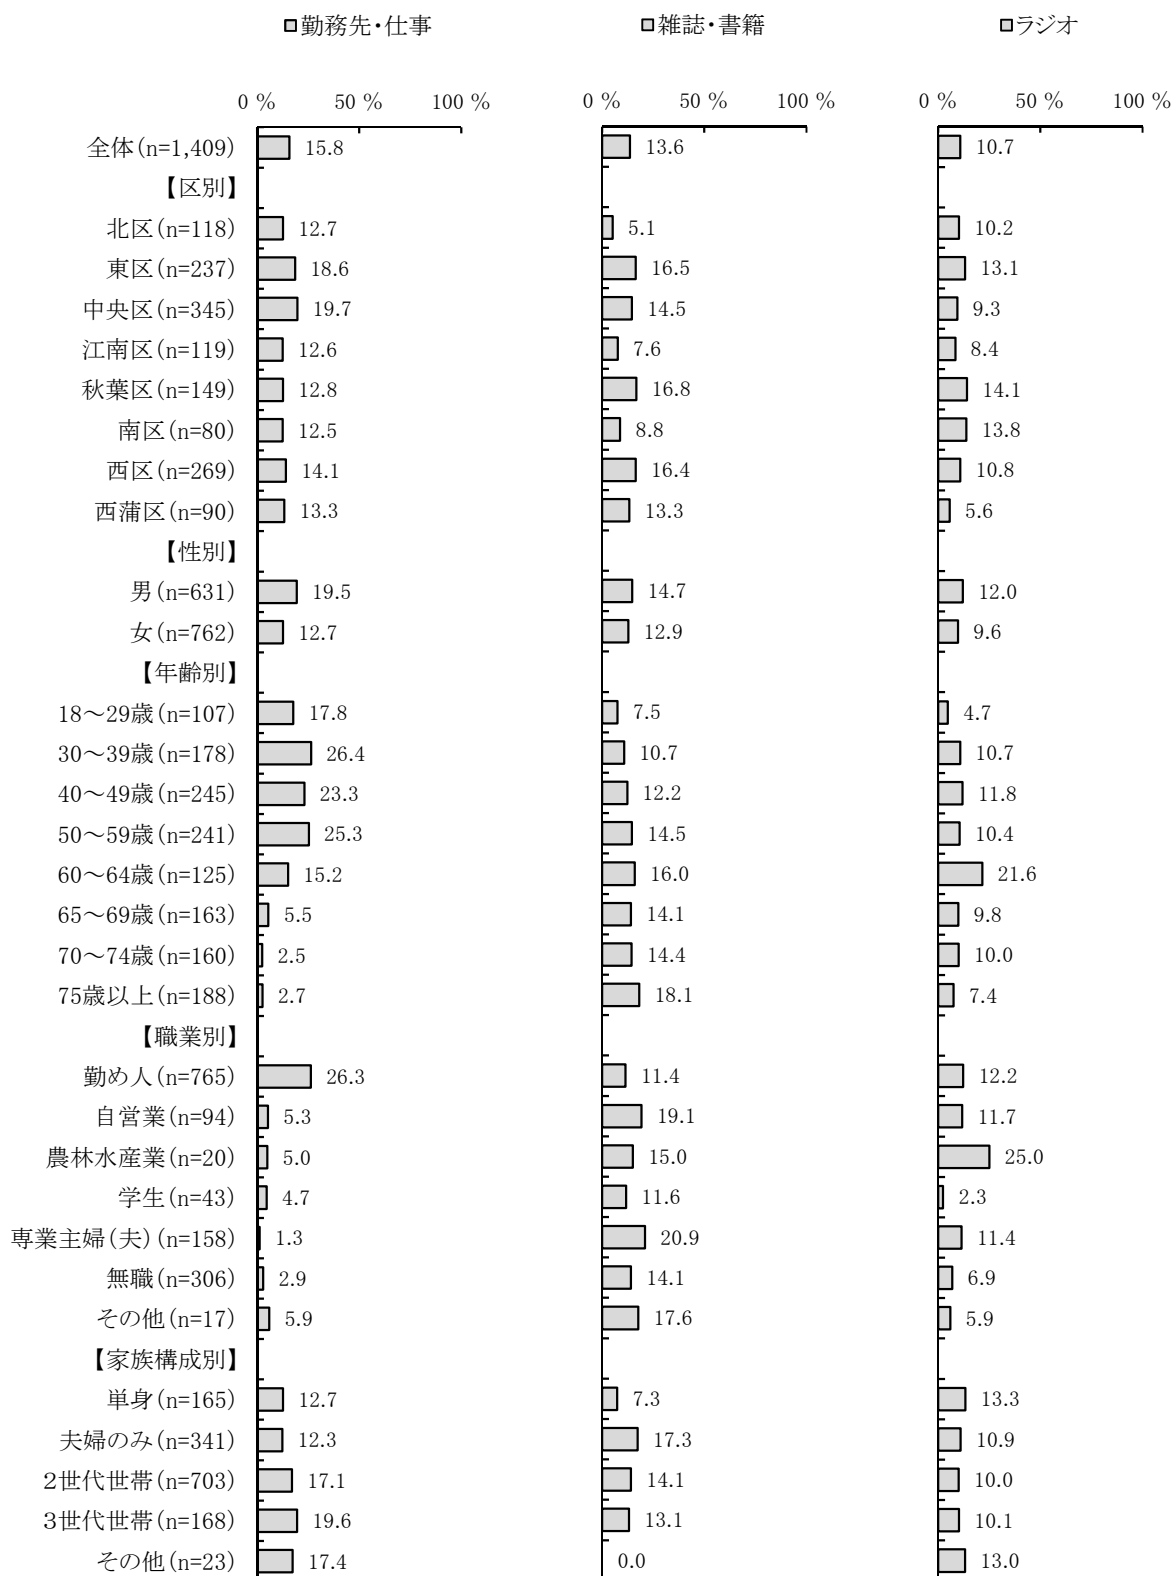 勤務先・仕事 雑誌・書籍 ラジオ
0 % 50 % 100 % 0 % 50 % 100 % 0 % 50 % 100 %
全体(n=1,409) 15.8 13.6 10.7
【区別】
北区(n=118) 12.7 5.1 10.2
東区(n=237) 18.6 16.5 13.1
中央区(n=345) 19.7 14.5 9.3
江南区(n=119) 12.6 7.6 8.4
秋葉区(n=149) 12.8 16.8 14.1
南区(n=80) 12.5 8.8 13.8
西区(n=269) 14.1 16.4 10.8
西蒲区(n=90) 13.3 13.3 5.6
【性別】
男(n=631) 19.5 14.7 12.0
女(n=762) 12.7 12.9 9.6
【年齢別】
18～29歳(n=107) 17.8 7.5 4.7
30～39歳(n=178) 26.4 10.7 10.7
40～49歳(n=245) 23.3 12.2 11.8
50～59歳(n=241) 25.3 14.5 10.4
60～64歳(n=125) 15.2 16.0 21.6
65～69歳(n=163) 5.5 14.1 9.8
70～74歳(n=160) 2.5 14.4 10.0
75歳以上(n=188) 2.7 18.1 7.4
【職業別】
勤め人(n=765) 26.3 11.4 12.2
自営業(n=94) 5.3 19.1 11.7
農林水産業(n=20) 5.0 15.0 25.0
学生(n=43) 4.7 11.6 2.3
専業主婦(夫)(n=158) 1.3 20.9 11.4
無職(n=306) 2.9 14.1 6.9
その他(n=17) 5.9 17.6 5.9
【家族構成別】
単身(n=165) 12.7 7.3 13.3
夫婦のみ(n=341) 12.3 17.3 10.9
２世代世帯(n=703) 17.1 14.1 10.0
３世代世帯(n=168) 19.6 13.1 10.1
その他(n=23) 17.4 0.0 13.0